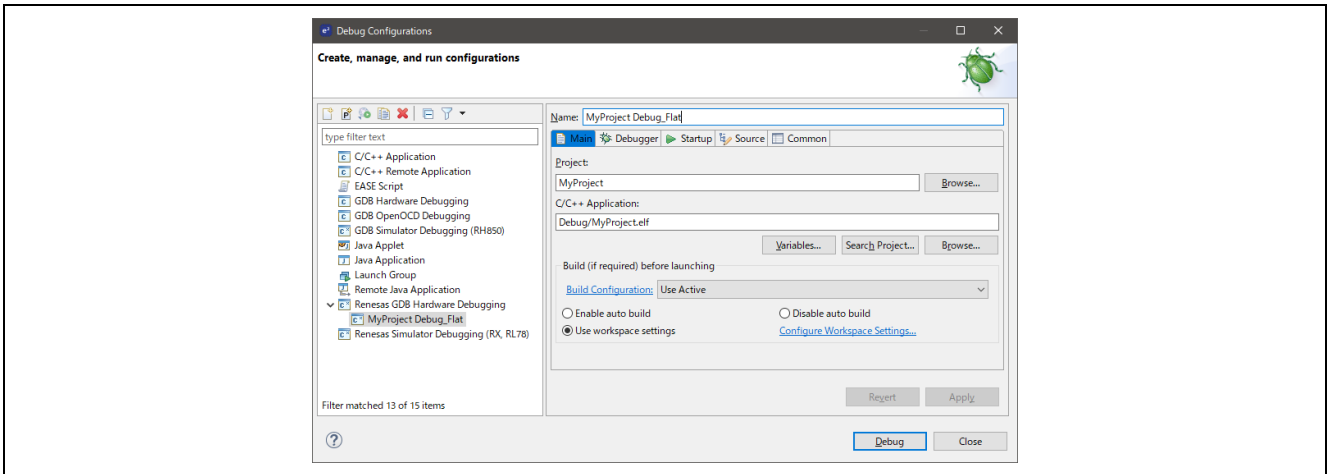 Debug Configurations
Create, manage, and run configurations
type filter text
C/C++ Application
C/C++ Remote Application
EASE Script
GDB Hardware Debugging
GDB OpenOCD Debugging
GDB Simulator Debugging (RH850)
Java Applet
Java Application
Launch Group
Remote Java Application
Renesas GDB Hardware Debugging
MyProject Debug_Flat
Renesas Simulator Debugging (RX, RL78)
Filter matched 13 of 15 items
Name: MyProject Debug_Flat
Main Debugger Startup Source Common
Project:
MyProject Browse...
C/C++ Application:
Debug/MyProject.elf
Variables... Search Project... Browse...
Build (if required) before launching
Build Configuration: Use Active
Enable auto build Disable auto build
Use workspace settings Configure Workspace Settings...
Revert Apply
Debug Close